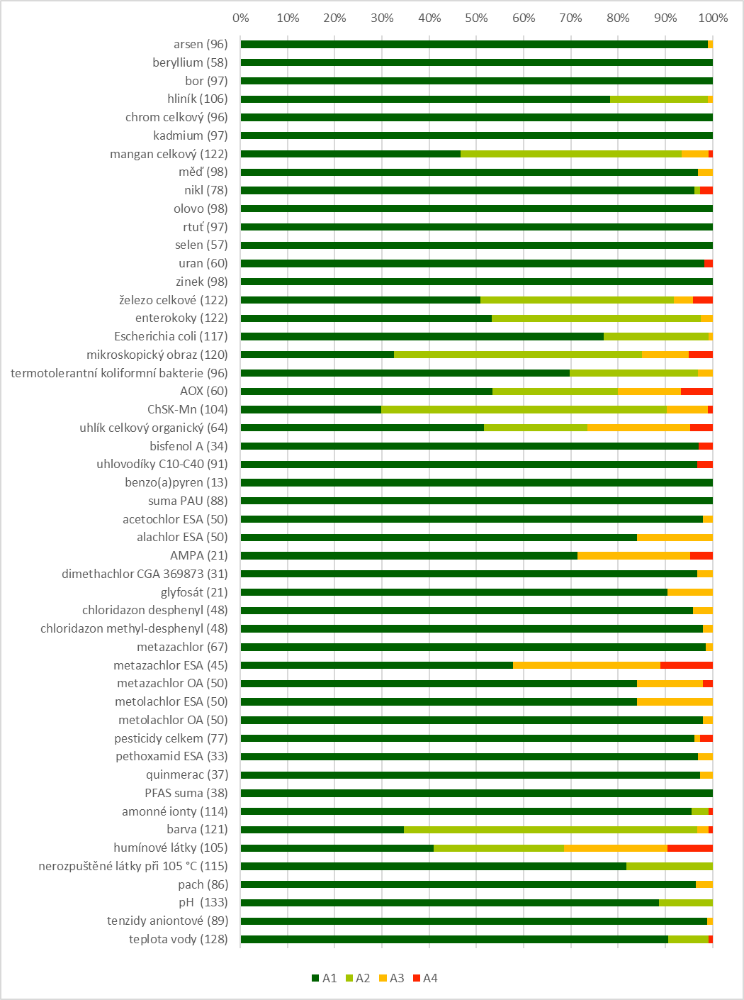 0% 10% 20% 30% 40% 50% 60% 70% 80% 90% 100%
arsen (96)
beryllium (58)
bor (97)
hliník (106)
chrom celkový (96)
kadmium (97)
mangan celkový (122)
měď (98)
nikl (78)
olovo (98)
rtuť (97)
selen (57)
uran (60)
zinek (98)
železo celkové (122)
enterokoky (122)
Escherichia coli (117)
mikroskopický obraz (120)
termotolerantní koliformní bakterie (96)
AOX (60)
ChSK-Mn (104)
uhlík celkový organický (64)
bisfenol A (34)
uhlovodíky C10-C40 (91)
benzo(a)pyren (13)
suma PAU (88)
acetochlor ESA (50)
alachlor ESA (50)
AMPA (21)
dimethachlor CGA 369873 (31)
glyfosát (21)
chloridazon desphenyl (48)
chloridazon methyl-desphenyl (48)
metazachlor (67)
metazachlor ESA (45)
metazachlor OA (50)
metolachlor ESA (50)
metolachlor OA (50)
pesticidy celkem (77)
pethoxamid ESA (33)
quinmerac (37)
PFAS suma (38)
amonné ionty (114)
barva (121)
humínové látky (105)
nerozpuštěné látky při 105 °C (115)
pach (86)
pH (133)
tenzidy aniontové (89)
teplota vody (128)
A1 A2 A3 A4